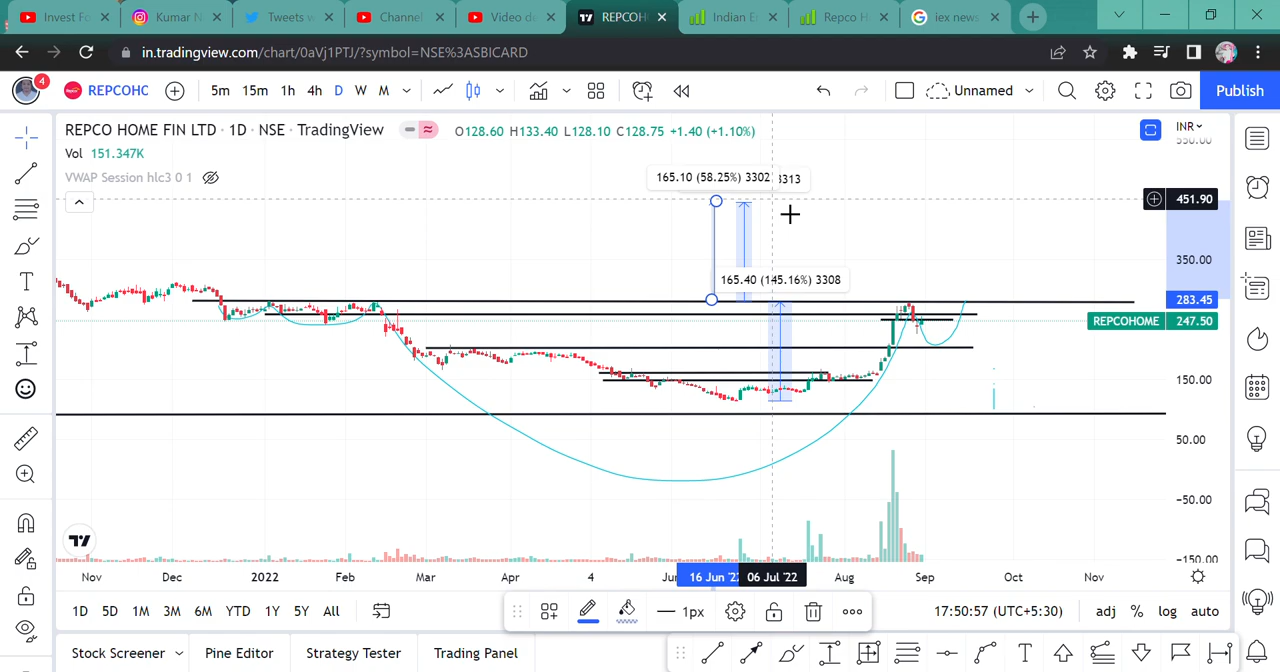 Invest Fo
Kumar N
Tweets w
Channel
Video de
REPCOH
Indian E
Repco H
iex news
in.tradingview.com/chart/0aVj1PTJ/?symbol=NSE%3ASBICARD
4
REPCOHC
5m 15m 1h 4h D W M
Unnamed
Publish
REPCO HOME FIN LTD · 1D · NSE · TradingView
O128.60 H133.40 L128.10 C128.75 +1.40 (+1.10%)
INR
550.00
Vol 151.347K
VWAP Session hlc3 0 1
165.10 (58.25%) 3302
3313
451.90
350.00
165.40 (145.16%) 3308
283.45
REPCOHOME 247.50
150.00
50.00
−50.00
−150.00
Nov Dec 2022 Feb Mar Apr 4 Jun 16 Jun '22 06 Jul '22 Aug Sep Oct Nov
1D 5D 1M 3M 6M YTD 1Y 5Y All
1px
17:50:57 (UTC+5:30)
adj % log auto
Stock Screener
Pine Editor
Strategy Tester
Trading Panel